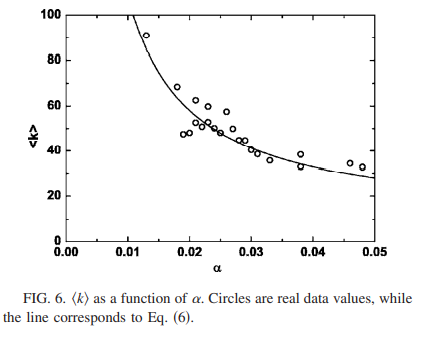 100
80
60
<k>
40
20
0
0.00 0.01 0.02 0.03 0.04 0.05
α
FIG. 6. ⟨k⟩ as a function of α. Circles are real data values, while
the line corresponds to Eq. (6).